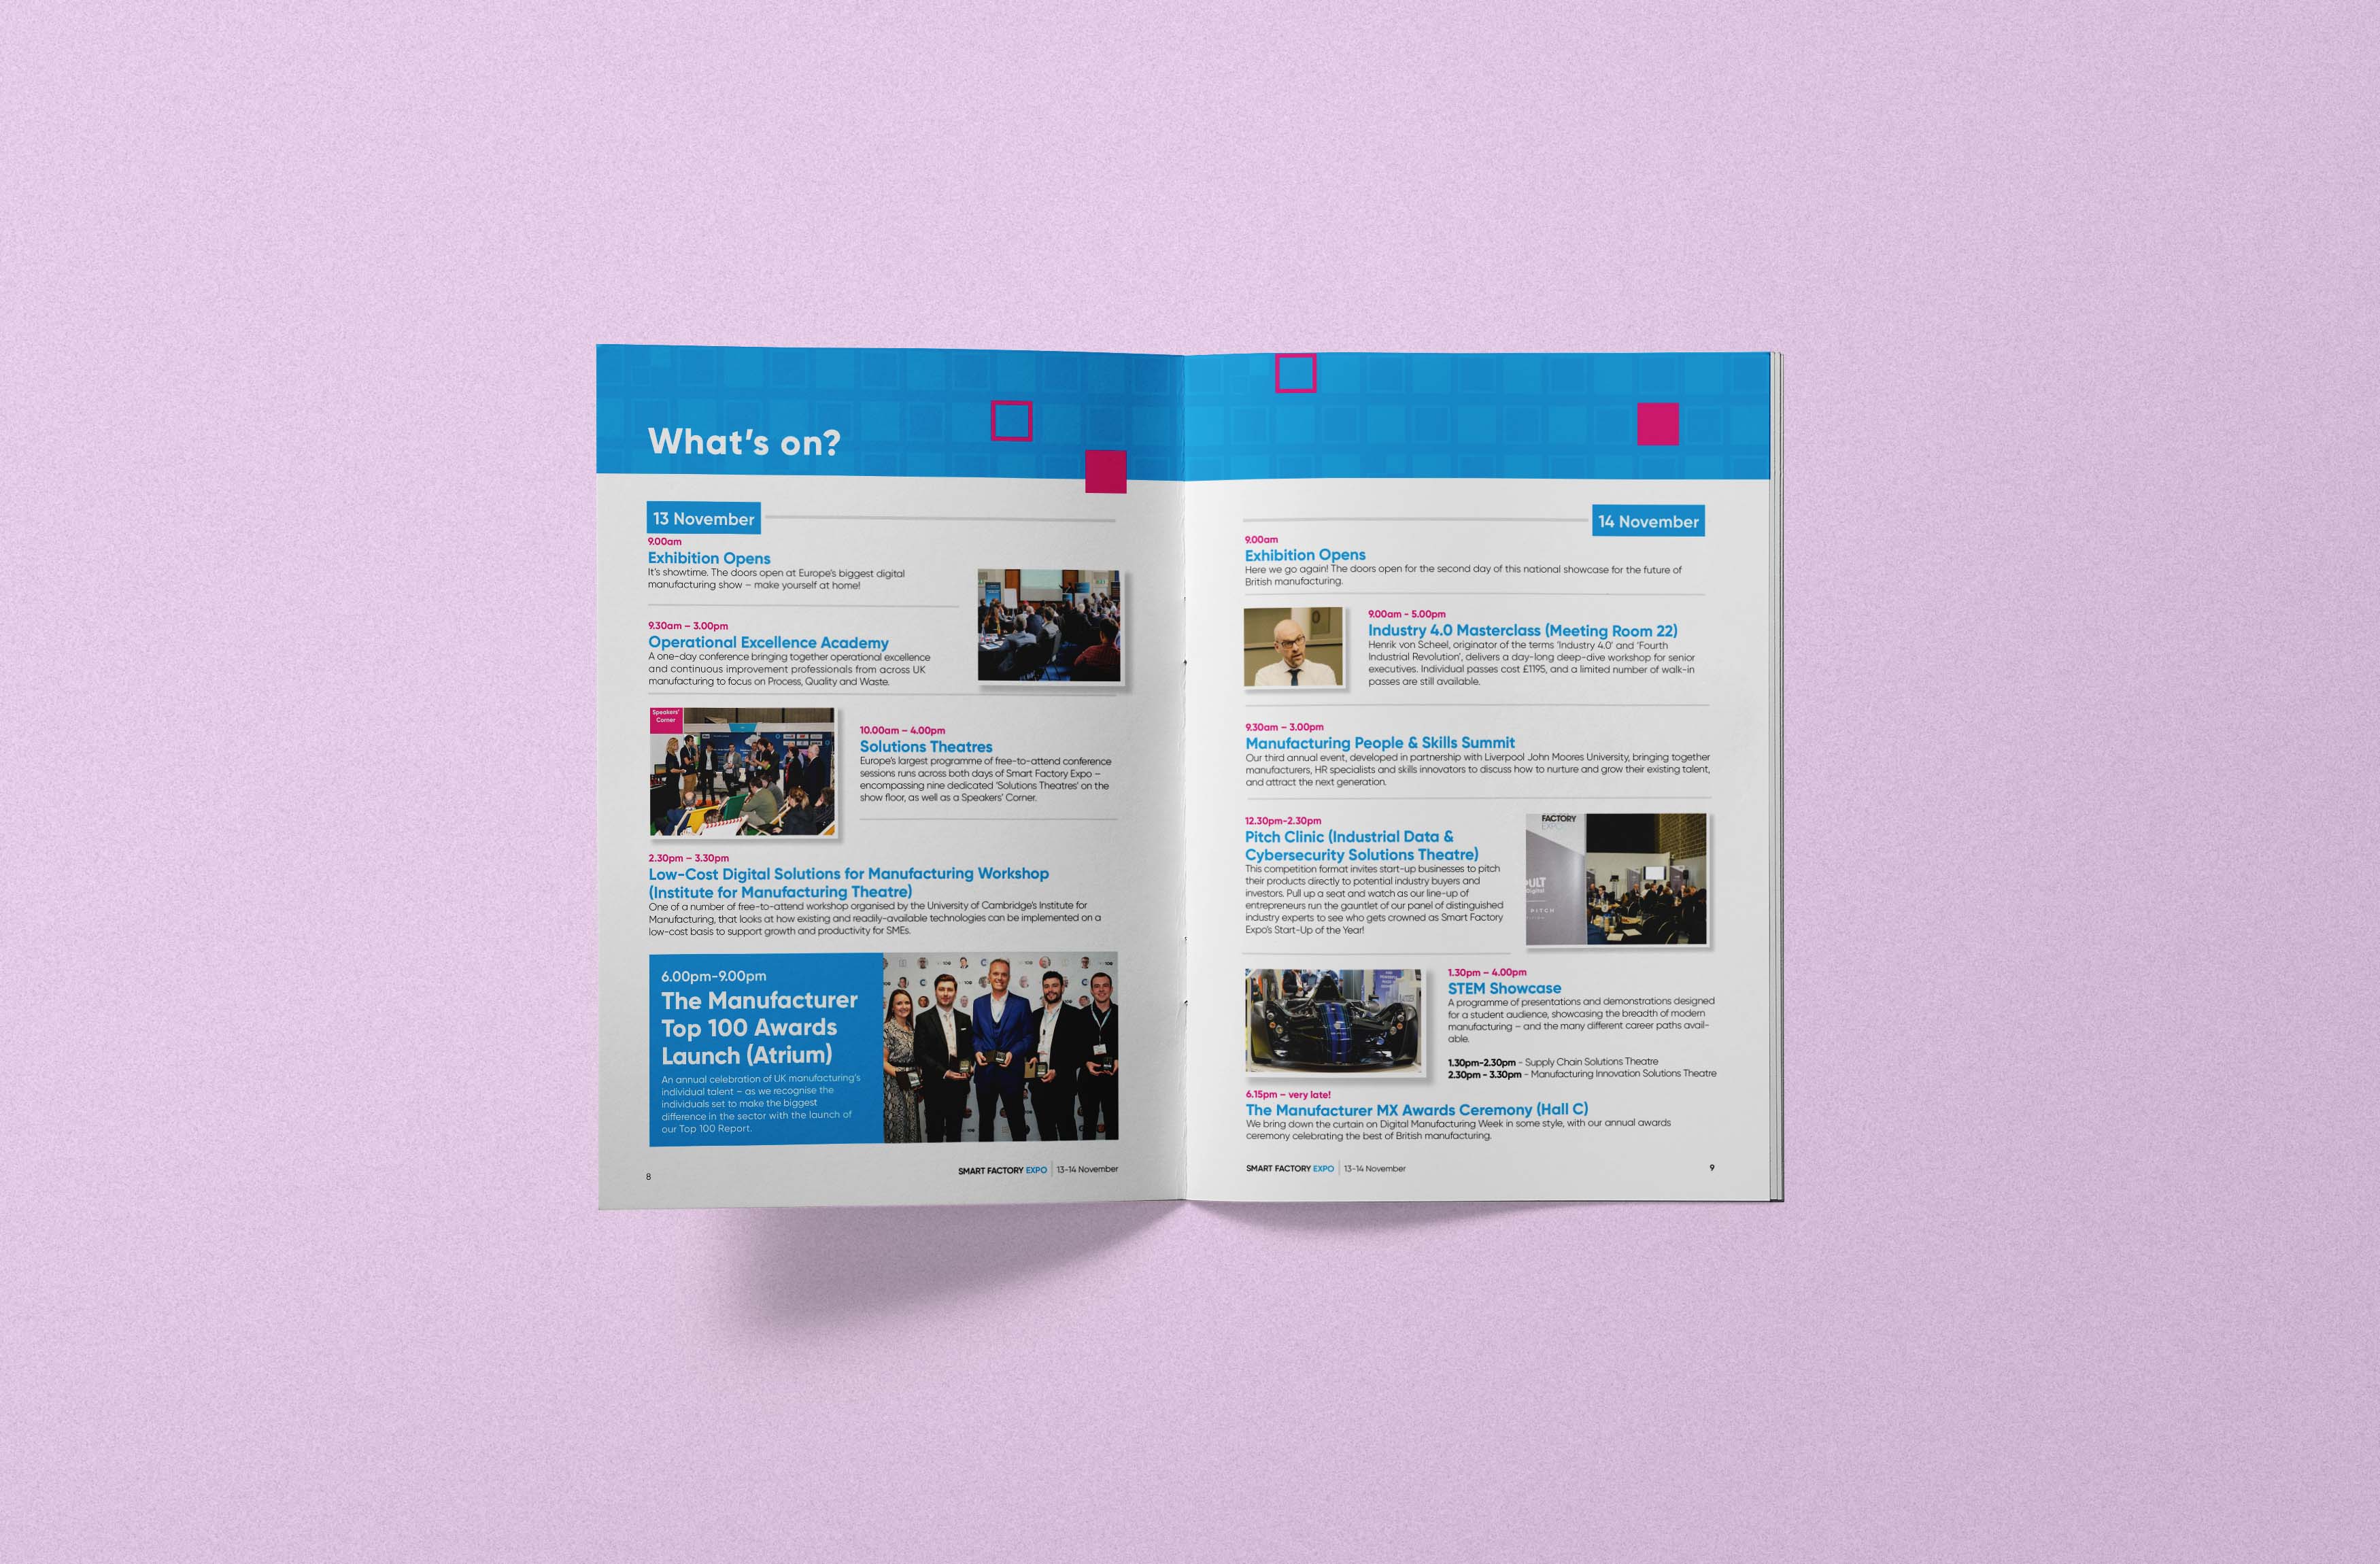 What's on?
13 November
9.00am
Exhibition Opens
It's showtime. The doors open at Europe's biggest digital
manufacturing show – make yourself at home!
9.30am – 3.00pm
Operational Excellence Academy
A one-day conference bringing together operational excellence
and continuous improvement professionals from across UK
manufacturing to focus on Process, Quality and Waste.
Speakers'
Corner
10.00am – 4.00pm
Solutions Theatres
Europe's largest programme of free-to-attend conference
sessions runs across both days of Smart Factory Expo –
encompassing nine dedicated 'Solutions Theatres' on the
show floor, as well as a Speakers' Corner.
2.30pm – 3.30pm
Low-Cost Digital Solutions for Manufacturing Workshop
(Institute for Manufacturing Theatre)
One of a number of free-to-attend workshop organised by the University of Cambridge's Institute for
Manufacturing, that looks at how existing and readily-available technologies can be implemented on a
low-cost basis to support growth and productivity for SMEs.
6.00pm-9.00pm
The Manufacturer
Top 100 Awards
Launch (Atrium)
An annual celebration of UK manufacturing's
individual talent – as we recognise the
individuals set to make the biggest
difference in the sector with the launch of
our Top 100 Report.
8
SMART FACTORY EXPO | 13-14 November
14 November
9.00am
Exhibition Opens
Here we go again! The doors open for the second day of this national showcase for the future of
British manufacturing.
9.00am - 5.00pm
Industry 4.0 Masterclass (Meeting Room 22)
Henrik von Scheel, originator of the terms 'Industry 4.0' and 'Fourth
Industrial Revolution', delivers a day-long deep-dive workshop for senior
executives. Individual passes cost £1195, and a limited number of walk-in
passes are still available.
9.30am – 3.00pm
Manufacturing People & Skills Summit
Our third annual event, developed in partnership with Liverpool John Moores University, bringing together
manufacturers, HR specialists and skills innovators to discuss how to nurture and grow their existing talent,
and attract the next generation.
12.30pm-2.30pm
Pitch Clinic (Industrial Data &
Cybersecurity Solutions Theatre)
This competition format invites start-up businesses to pitch
their products directly to potential industry buyers and
investors. Pull up a seat and watch as our line-up of
entrepreneurs run the gauntlet of our panel of distinguished
industry experts to see who gets crowned as Smart Factory
Expo's Start-Up of the Year!
FACTORY
EXPO
PITCH
1.30pm – 4.00pm
STEM Showcase
A programme of presentations and demonstrations designed
for a student audience, showcasing the breadth of modern
manufacturing – and the many different career paths avail-
able.
1.30pm-2.30pm - Supply Chain Solutions Theatre
2.30pm - 3.30pm - Manufacturing Innovation Solutions Theatre
6.15pm – very late!
The Manufacturer MX Awards Ceremony (Hall C)
We bring down the curtain on Digital Manufacturing Week in some style, with our annual awards
ceremony celebrating the best of British manufacturing.
SMART FACTORY EXPO | 13-14 November
9